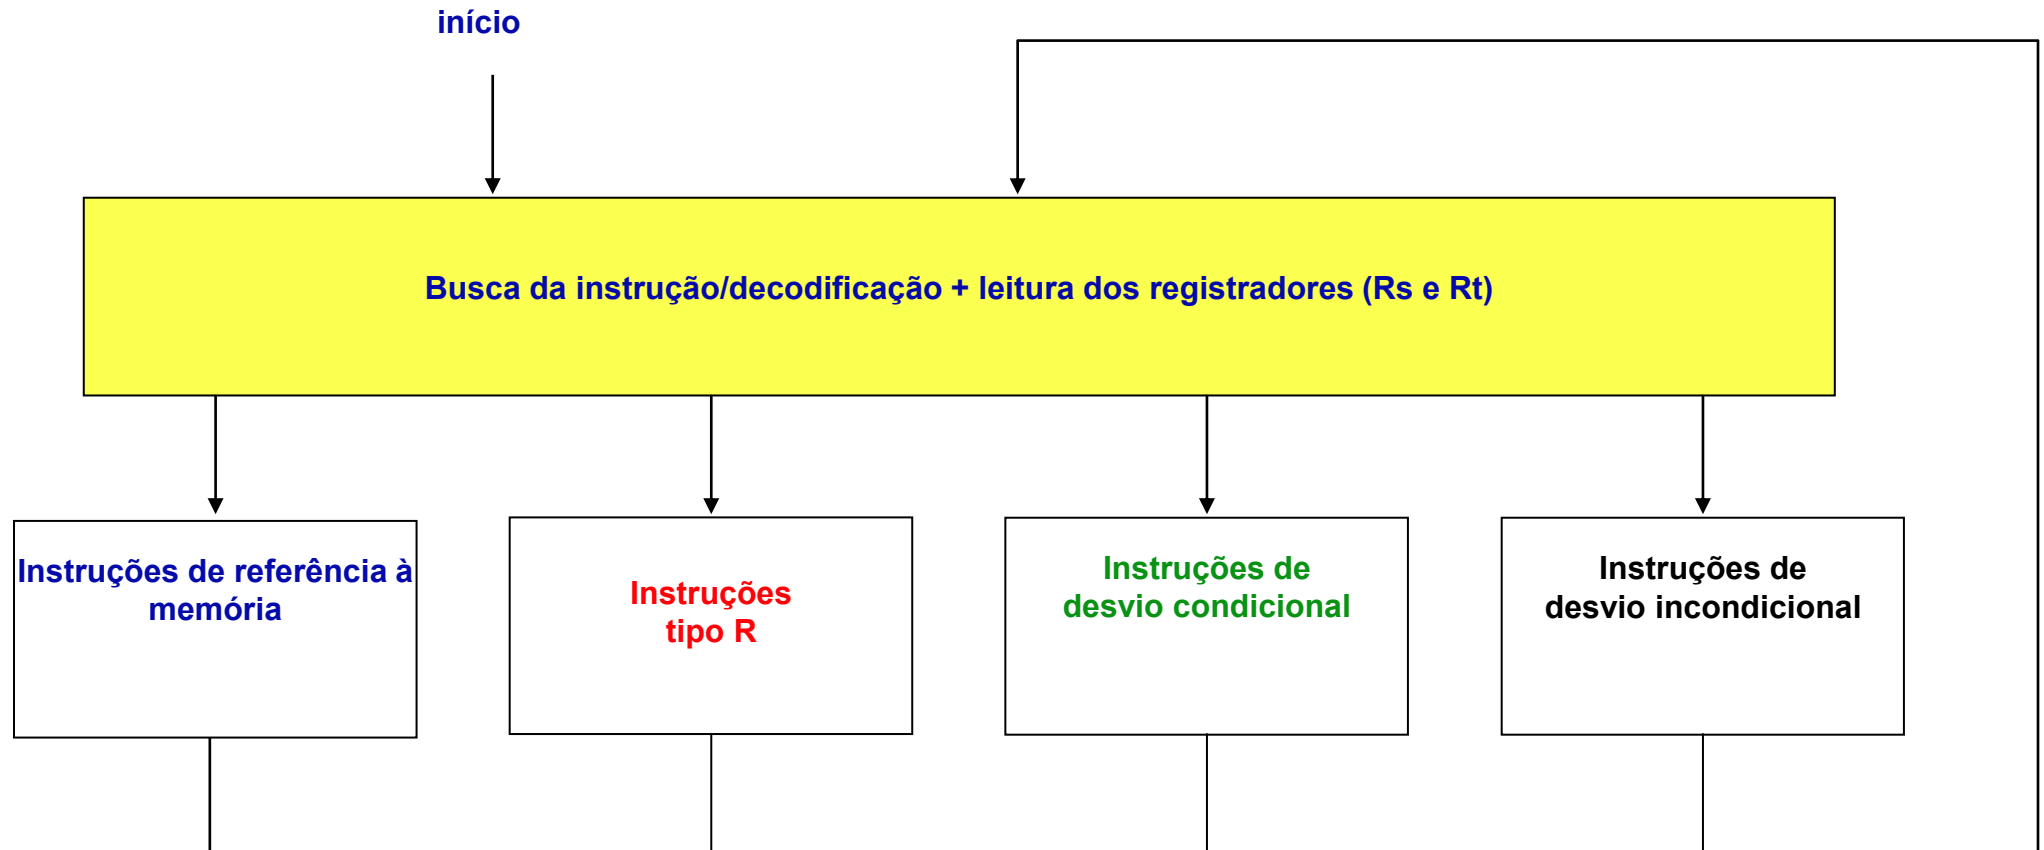 início
Busca da instrução/decodificação + leitura dos registradores (Rs e Rt)
Instruções de referência à
memória
Instruções
tipo R
Instruções de
desvio condicional
Instruções de
desvio incondicional